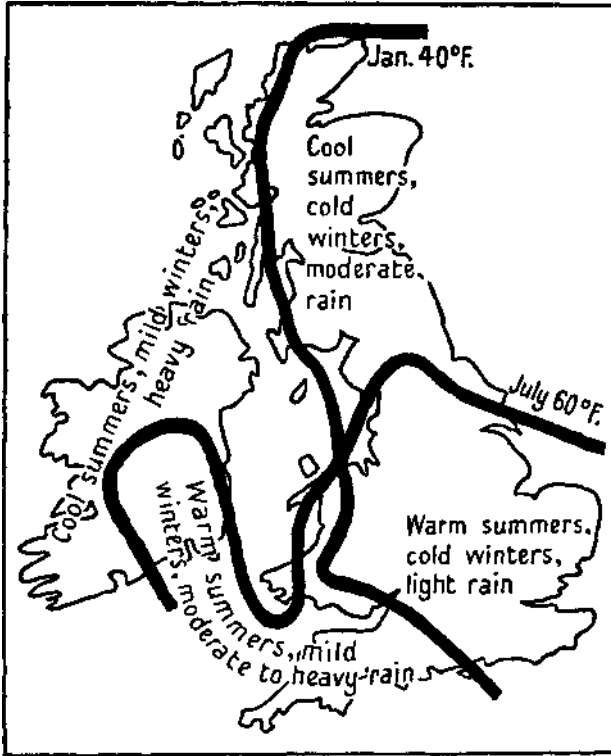 Jan. 40°F.
Cool
summers,
cold
winters,
moderate.
rain
Cool summers, mild winters,
heavy rain
July 60°F.
Warm summers,
cold winters,
light rain
Warm summers, mild
winters, moderate to heavy rain